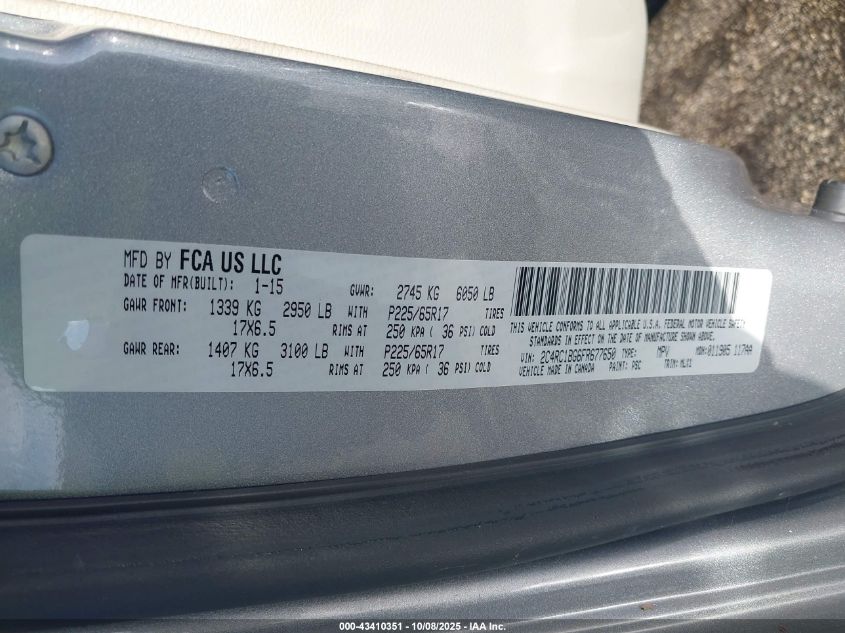 MFD BY FCA US LLC
DATE OF MFR(BUILT): 1-15 GVWR: 2745 KG 6050 LB
GAWR FRONT: 1339 KG 2950 LB WITH P225/65R17 TIRES
17X6.5 RIMS AT 250 KPA ( 36 PSI) COLD
GAWR REAR: 1407 KG 3100 LB WITH P225/65R17 TIRES
17X6.5 RIMS AT 250 KPA ( 36 PSI) COLD
THIS VEHICLE CONFORMS TO ALL APPLICABLE U.S.A. FEDERAL MOTOR VEHICLE SAFETY
STANDARDS IN EFFECT ON THE DATE OF MANUFACTURE SHOWN ABOVE.
VIN: 2C4RC1BG6FR677650 TYPE: MPV MDH: 011905 117AA
VEHICLE MADE IN CANADA PAINT: PSC TRIM:
000-43410351 - 10/08/2025 - IAA Inc.